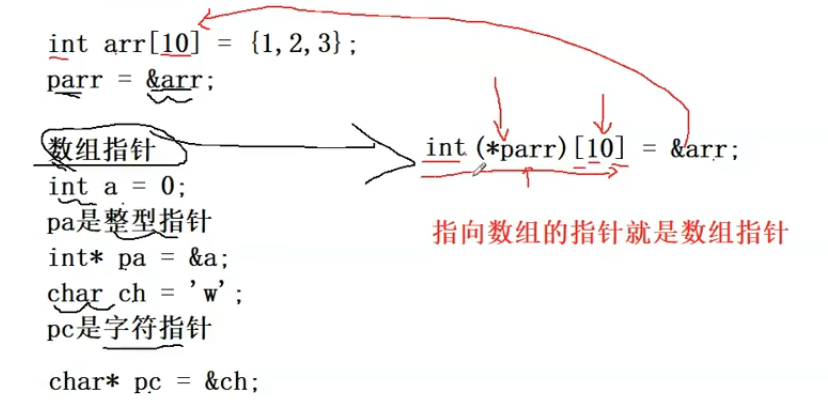 int arr[10] = {1,2,3};
parr = &arr;
数组指针
int (*parr)[10] = &arr;
int a = 0;
pa是整型指针
指向数组的指针就是数组指针
int* pa = &a;
char ch = 'w';
pc是字符指针
char* pc = &ch;